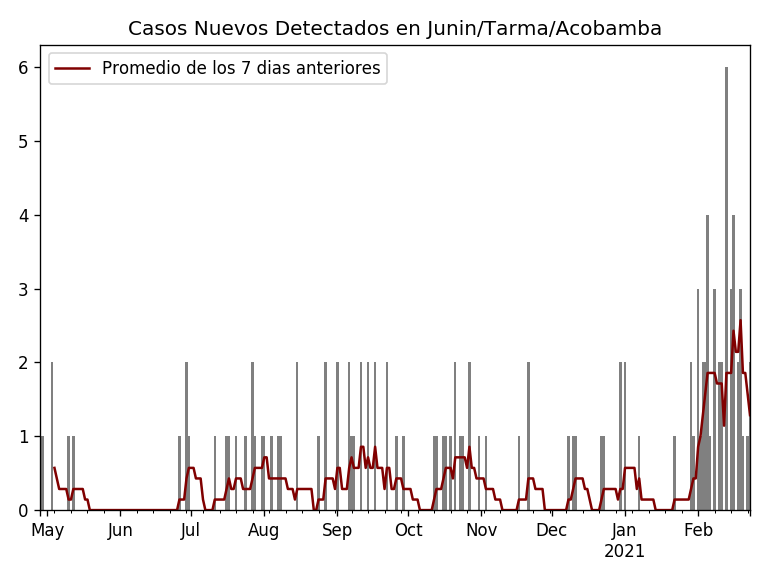 Casos Nuevos Detectados en Junin/Tarma/Acobamba
Promedio de los 7 dias anteriores
6
5
4
3
2
1
0
May Jun Jul Aug Sep Oct Nov Dec Jan Feb
2021